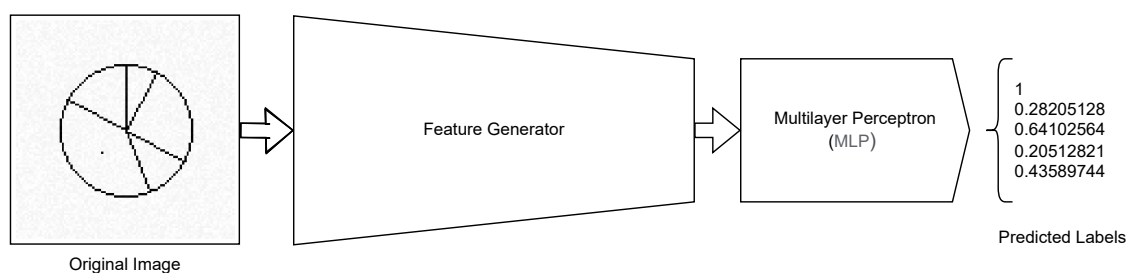 Original Image
Feature Generator
Multilayer Perceptron
(MLP)
1
0.28205128
0.64102564
0.20512821
0.43589744
Predicted Labels